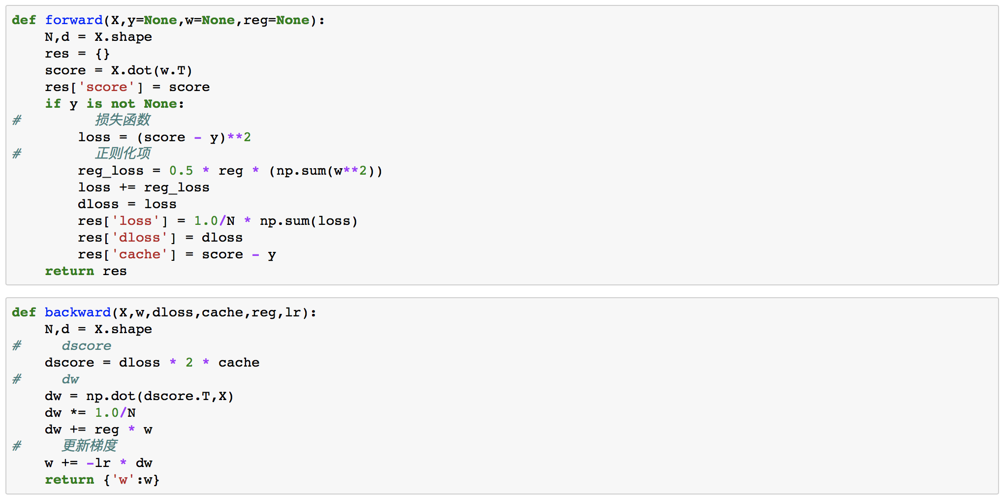 def forward(X,y=None,w=None,reg=None):
    N,d = X.shape
    res = {}
    score = X.dot(w.T)
    res['score'] = score
    if y is not None:
#         损失函数
        loss = (score - y)**2
#         正则化项
        reg_loss = 0.5 * reg * (np.sum(w**2))
        loss += reg_loss
        dloss = loss
        res['loss'] = 1.0/N * np.sum(loss)
        res['dloss'] = dloss
        res['cache'] = score - y
    return res
def backward(X,w,dloss,cache,reg,lr):
    N,d = X.shape
#     dscore
    dscore = dloss * 2 * cache
#     dw
    dw = np.dot(dscore.T,X)
    dw *= 1.0/N
    dw += reg * w
#     更新梯度
    w += -lr * dw
    return {'w':w}